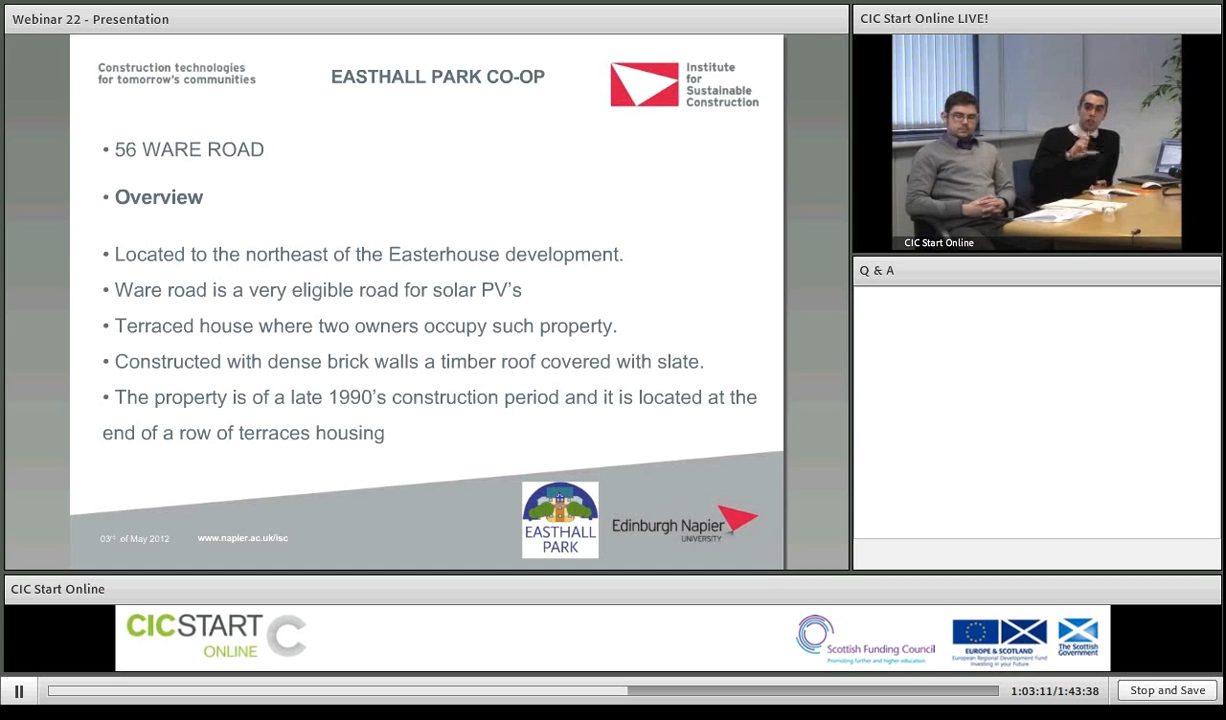 Webinar 22 - Presentation
Construction technologies
for tomorrow's communities
EASTHALL PARK CO-OP
Institute
for
Sustainable
Construction
• 56 WARE ROAD
• Overview
• Located to the northeast of the Easterhouse development.
• Ware road is a very eligible road for solar PV's
• Terraced house where two owners occupy such property.
• Constructed with dense brick walls a timber roof covered with slate.
• The property is of a late 1990's construction period and it is located at the
end of a row of terraces housing
03rd of May 2012
www.napier.ac.uk/isc
EASTHALL
PARK
Edinburgh Napier
UNIVERSITY
CIC Start Online LIVE!
CIC Start Online
Q & A
CIC Start Online
CICSTART
ONLINE
C
Scottish Funding Council
Promoting further and higher education
EUROPE & SCOTLAND
European Regional Development Fund
Investing in your Future
The Scottish
Government
1:03:11/1:43:38
Stop and Save